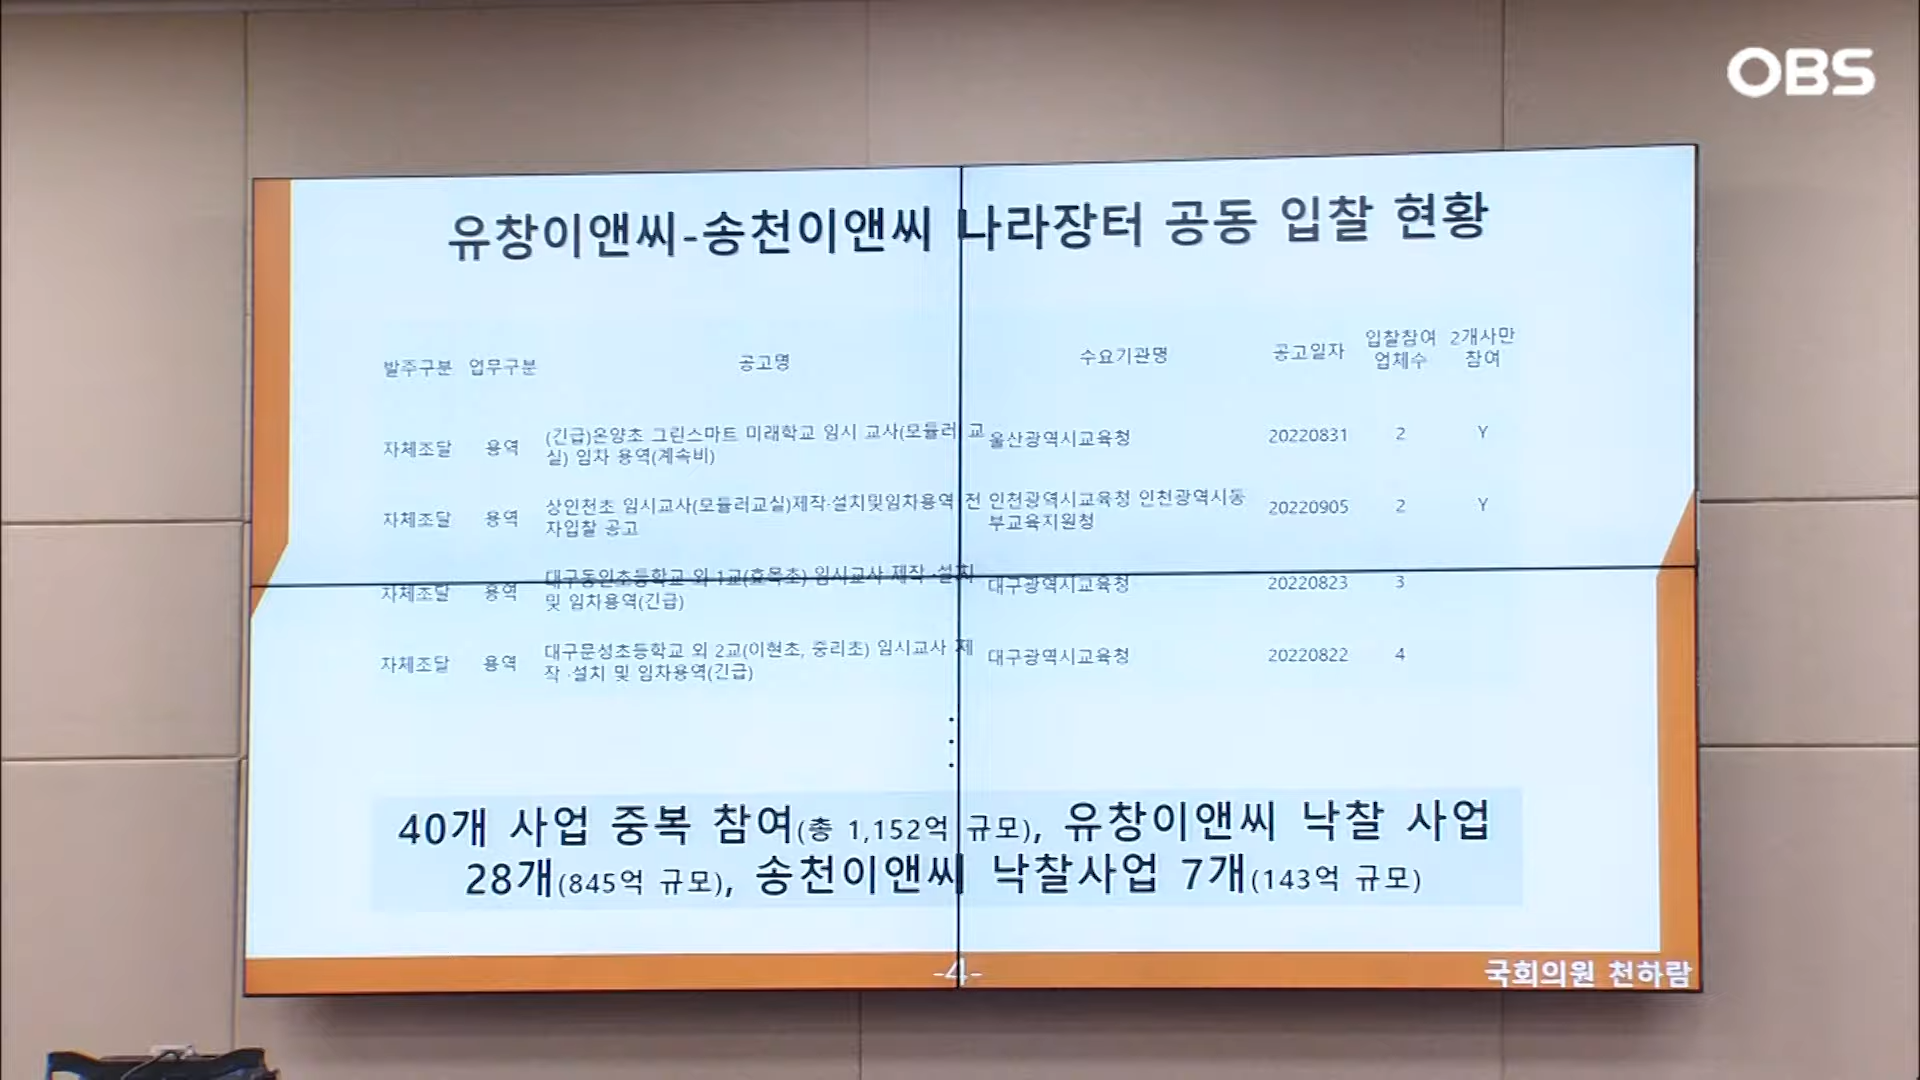 OBS
유창이앤씨-송천이앤씨 나라장터 공동 입찰 현황
발주구분 업무구분 공고명 수요기관명 공고일자 입찰참여 업체수 2개사만 참여
자체조달 용역 (긴급)온양초 그린스마트 미래학교 임시 교사(모듈러 교 울산광역시교육청 20220831 2 Y
실) 임차 용역(계속비)
자체조달 용역 상인천초 임시교사(모듈러교실)제작·설치및임차용역 전 인천광역시교육청 인천광역시동 20220905 2 Y
자입찰 공고 부교육지원청
자체조달 용역 대구동인초등학교 외 1교(효목초) 임시교사 제작 ·설치 대구광역시교육청 20220823 3
및 임차용역(긴급)
자체조달 용역 대구문성초등학교 외 2교(이현초, 중리초) 임시교사 제 대구광역시교육청 20220822 4
작 ·설치 및 임차용역(긴급)
40개 사업 중복 참여(총 1,152억 규모), 유창이앤씨 낙찰 사업
28개(845억 규모), 송천이앤씨 낙찰사업 7개(143억 규모)
-4-
국회의원 천하람